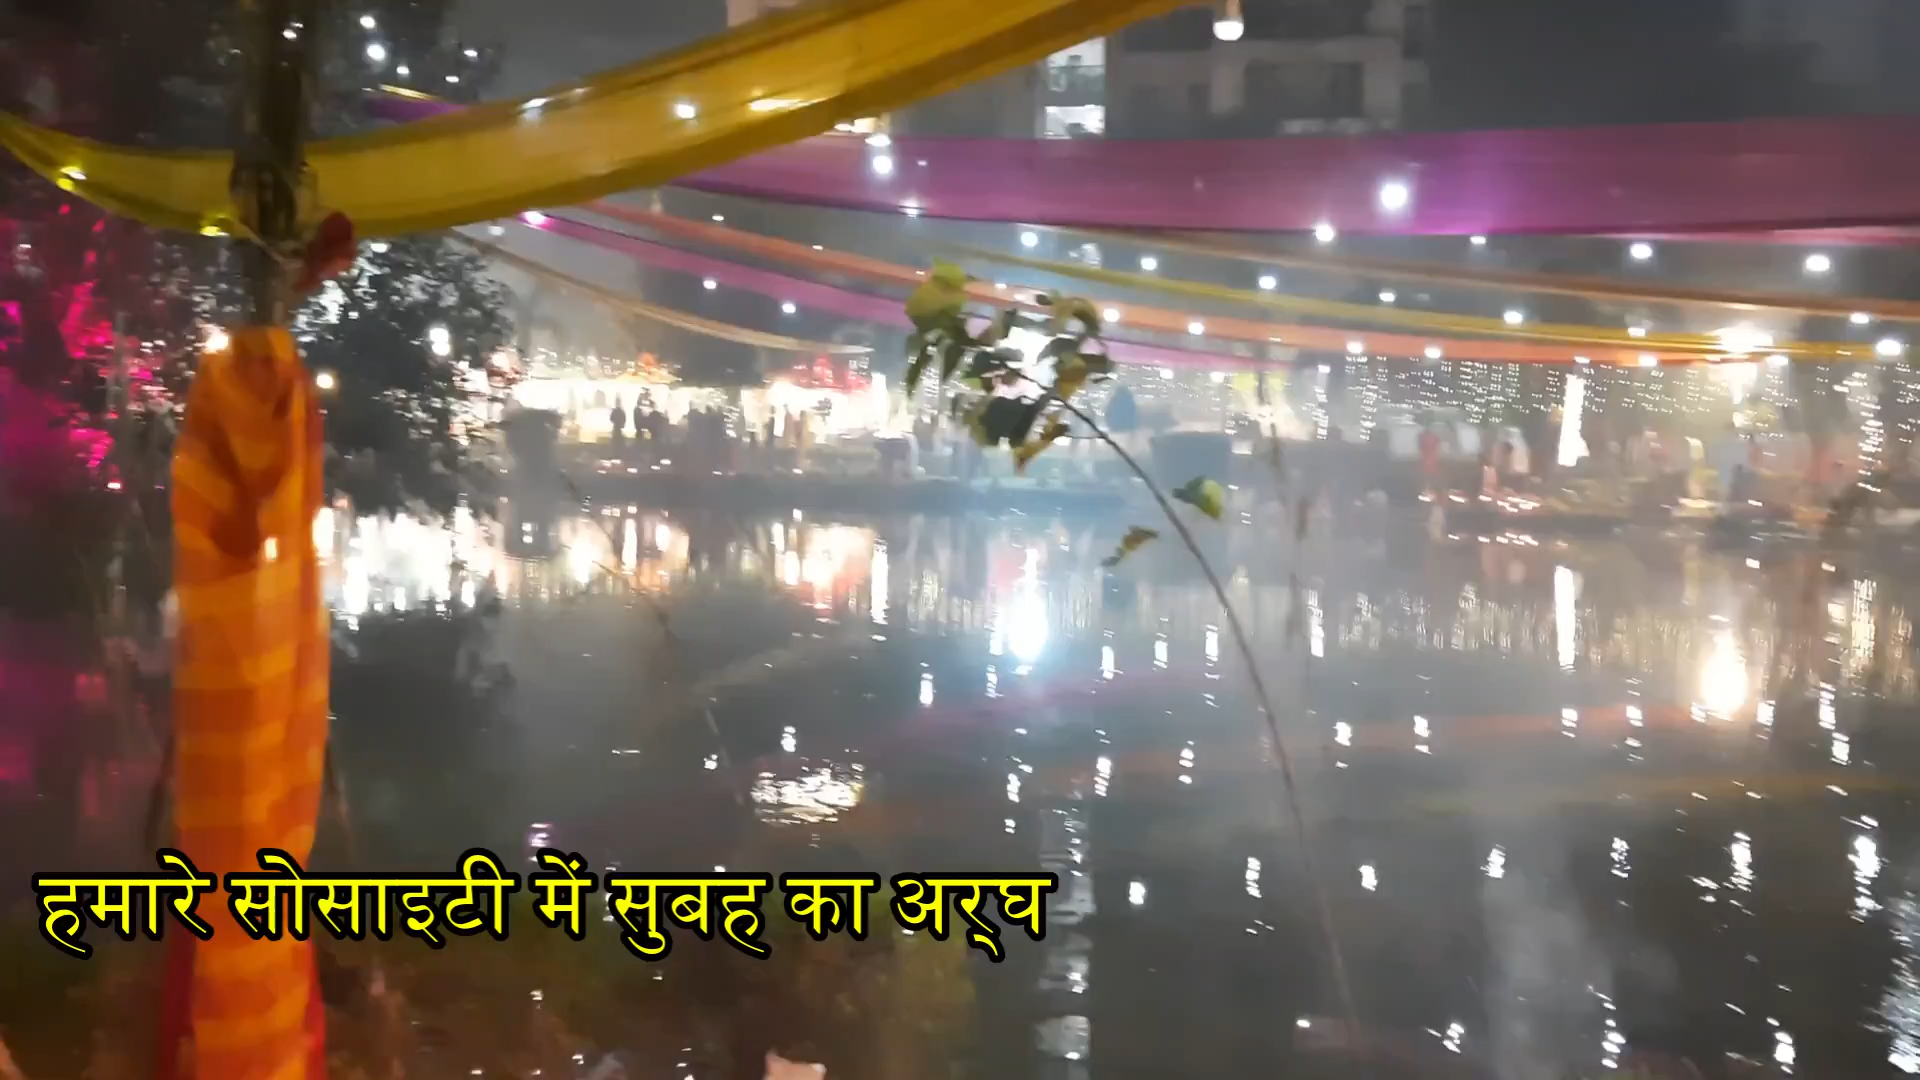 हमारे सोसाइटी में सुबह का अर्घ